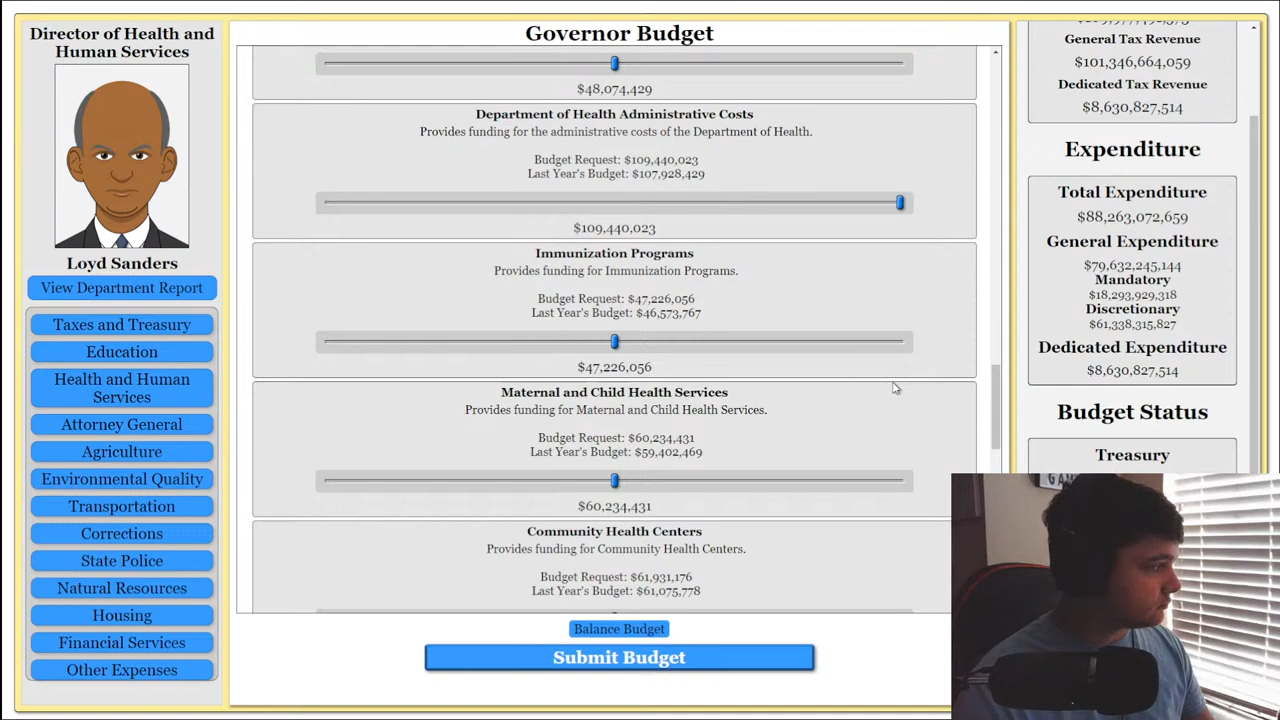 Director of Health and
Human Services
Loyd Sanders
View Department Report
Taxes and Treasury
Education
Health and Human
Services
Attorney General
Agriculture
Environmental Quality
Transportation
Corrections
State Police
Natural Resources
Housing
Financial Services
Other Expenses
Governor Budget
$48,074,429
Department of Health Administrative Costs
Provides funding for the administrative costs of the Department of Health.
Budget Request: $109,440,023
Last Year's Budget: $107,928,429
$109,440,023
Immunization Programs
Provides funding for Immunization Programs.
Budget Request: $47,226,056
Last Year's Budget: $46,573,767
$47,226,056
Maternal and Child Health Services
Provides funding for Maternal and Child Health Services.
Budget Request: $60,234,431
Last Year's Budget: $59,402,469
$60,234,431
Community Health Centers
Provides funding for Community Health Centers.
Budget Request: $61,931,176
Last Year's Budget: $61,075,778
Balance Budget
Submit Budget
General Tax Revenue
$101,346,664,059
Dedicated Tax Revenue
$8,630,827,514
Expenditure
Total Expenditure
$88,263,072,659
General Expenditure
$79,632,245,144
Mandatory
$18,293,929,318
Discretionary
$61,338,315,827
Dedicated Expenditure
$8,630,827,514
Budget Status
Treasury